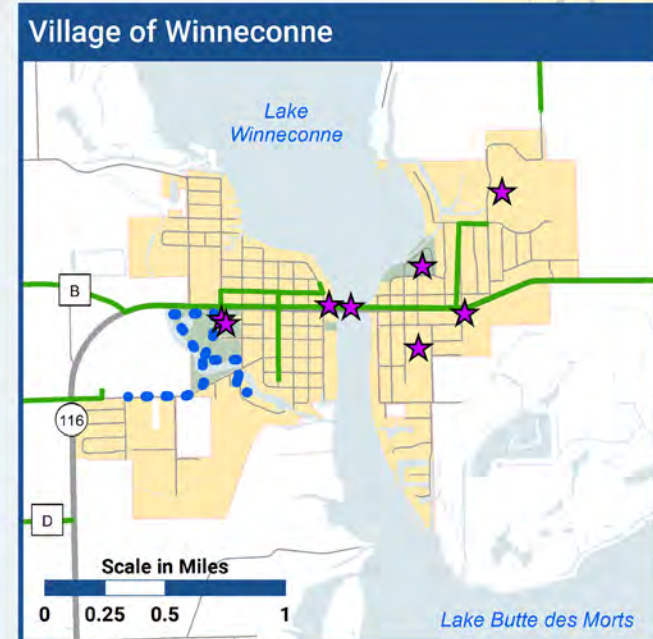 Village of Winneconne
Lake
Winneconne
B
116
D
Scale in Miles
0 0.25 0.5 1
Lake Butte des Morts